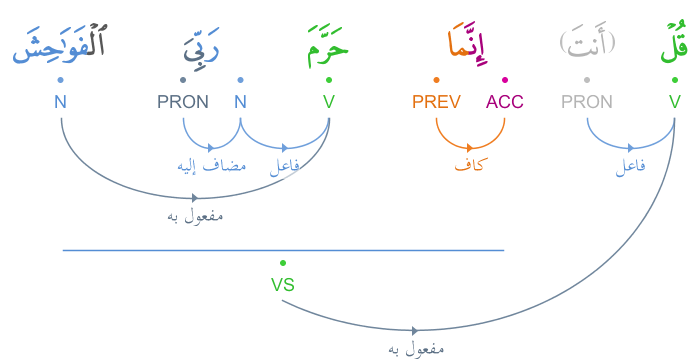 قُلْ (أَنتَ) إِنَّمَا حَرَّمَ رَبِّىَ ٱلْفَوَٰحِشَ
V PRON ACC PREV V N PRON N
فاعل كاف فاعل مضاف إليه
مفعول به
VS
مفعول به